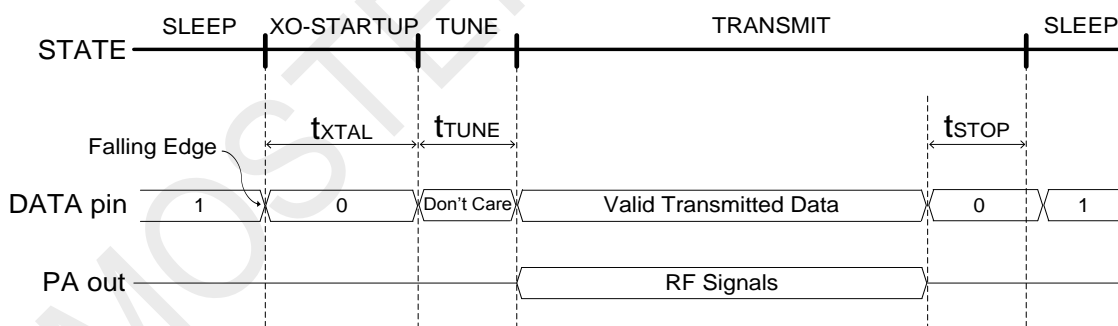 SLEEP XO-STARTUP TUNE TRANSMIT SLEEP
STATE
tXTAL tTUNE tSTOP
Falling Edge
DATA pin 1 0 Don't Care Valid Transmitted Data 0 1
PA out RF Signals